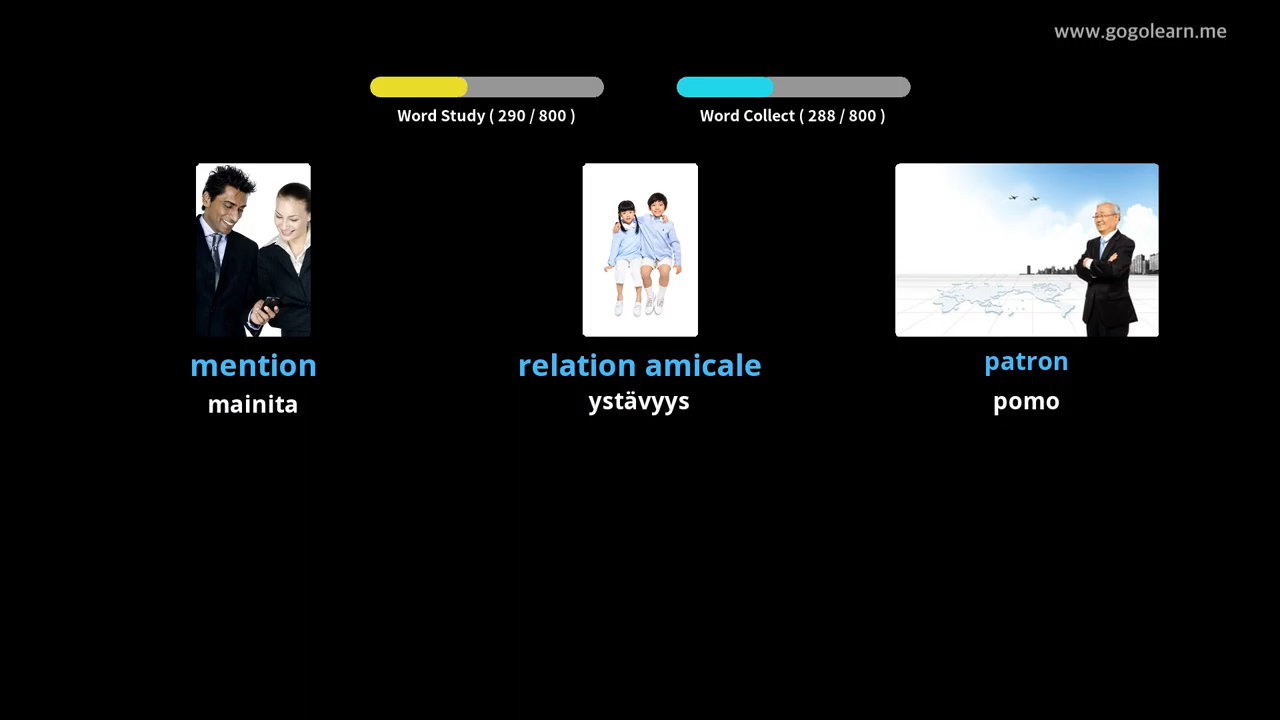 www.gogolearn.me
Word Study ( 290 / 800 )
Word Collect ( 288 / 800 )
mention
mainita
relation amicale
ystävyys
patron
pomo